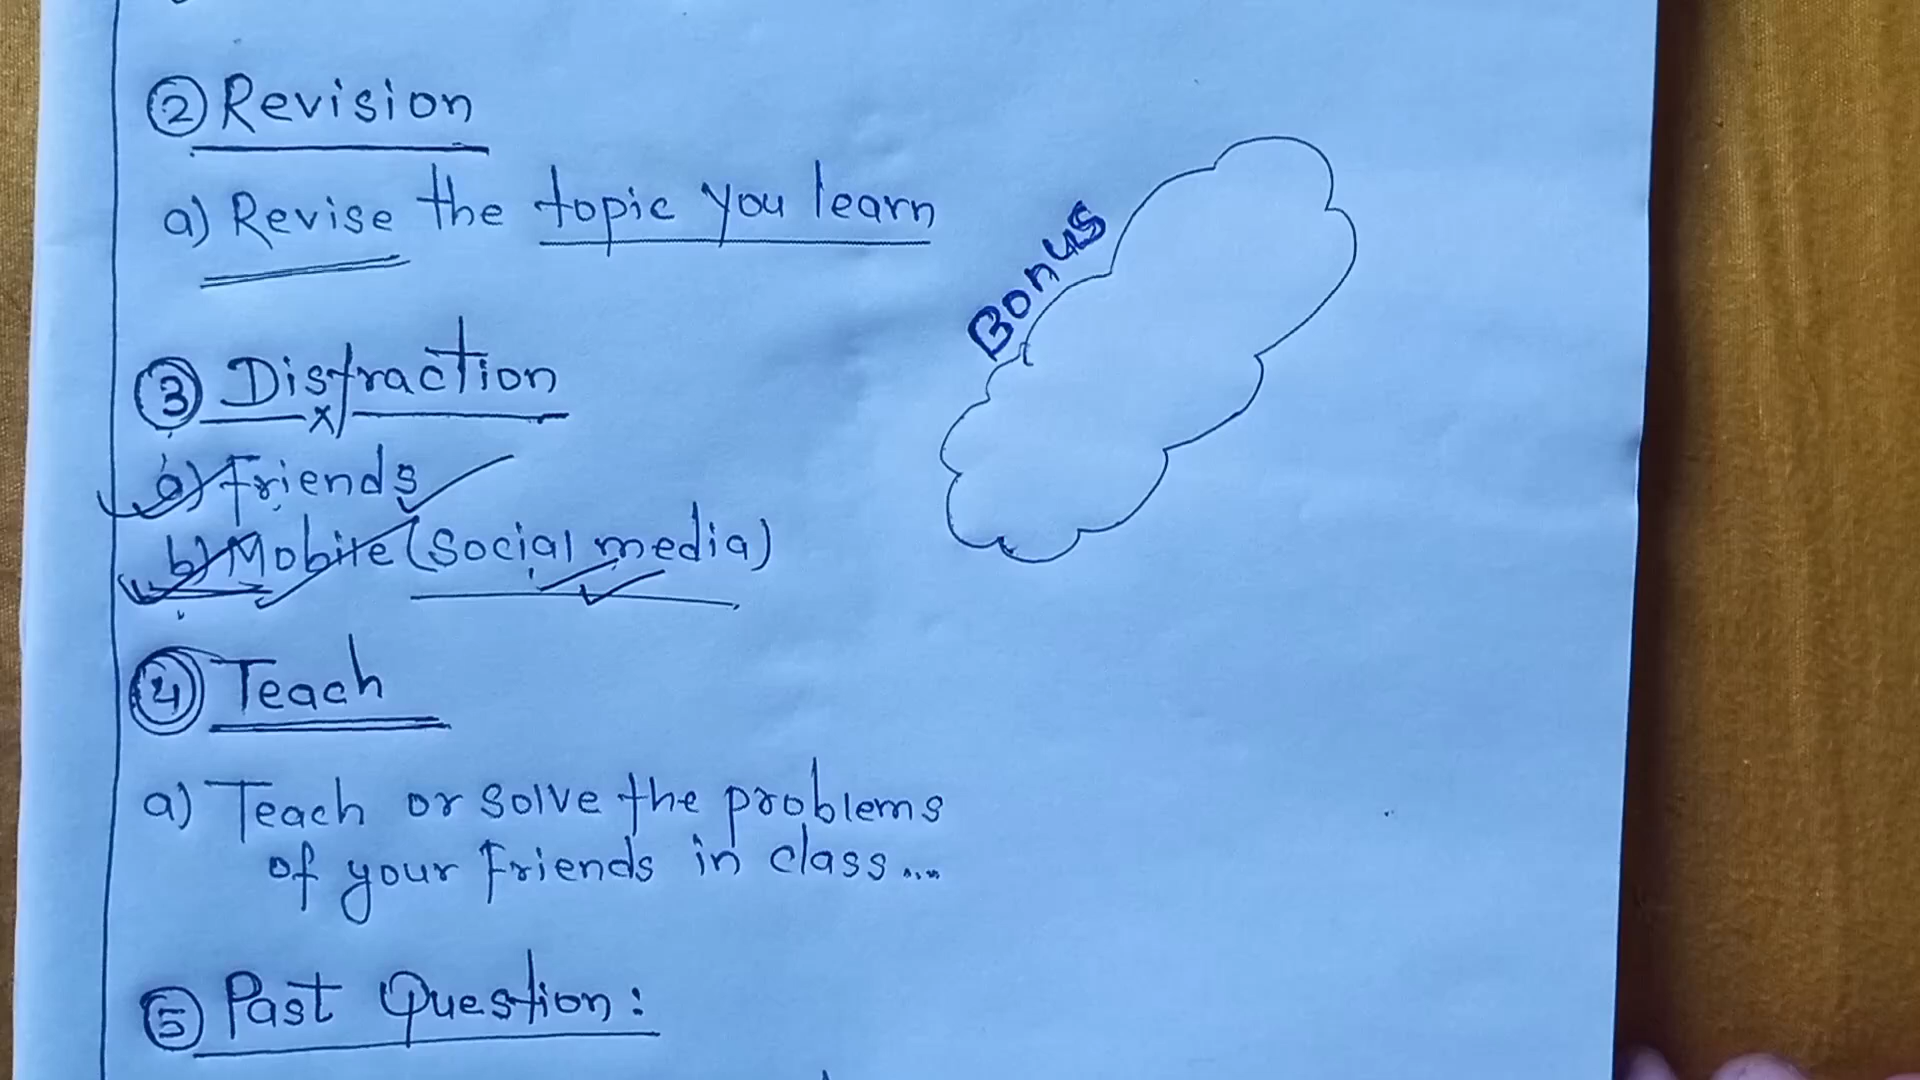 ② Revision
a) Revise the topic you learn
Bonus
③ Distraction
a) Friends
b) Mobile (social media)
④ Teach
a) Teach or solve the problems
of your friends in class....
⑤ Past Question: